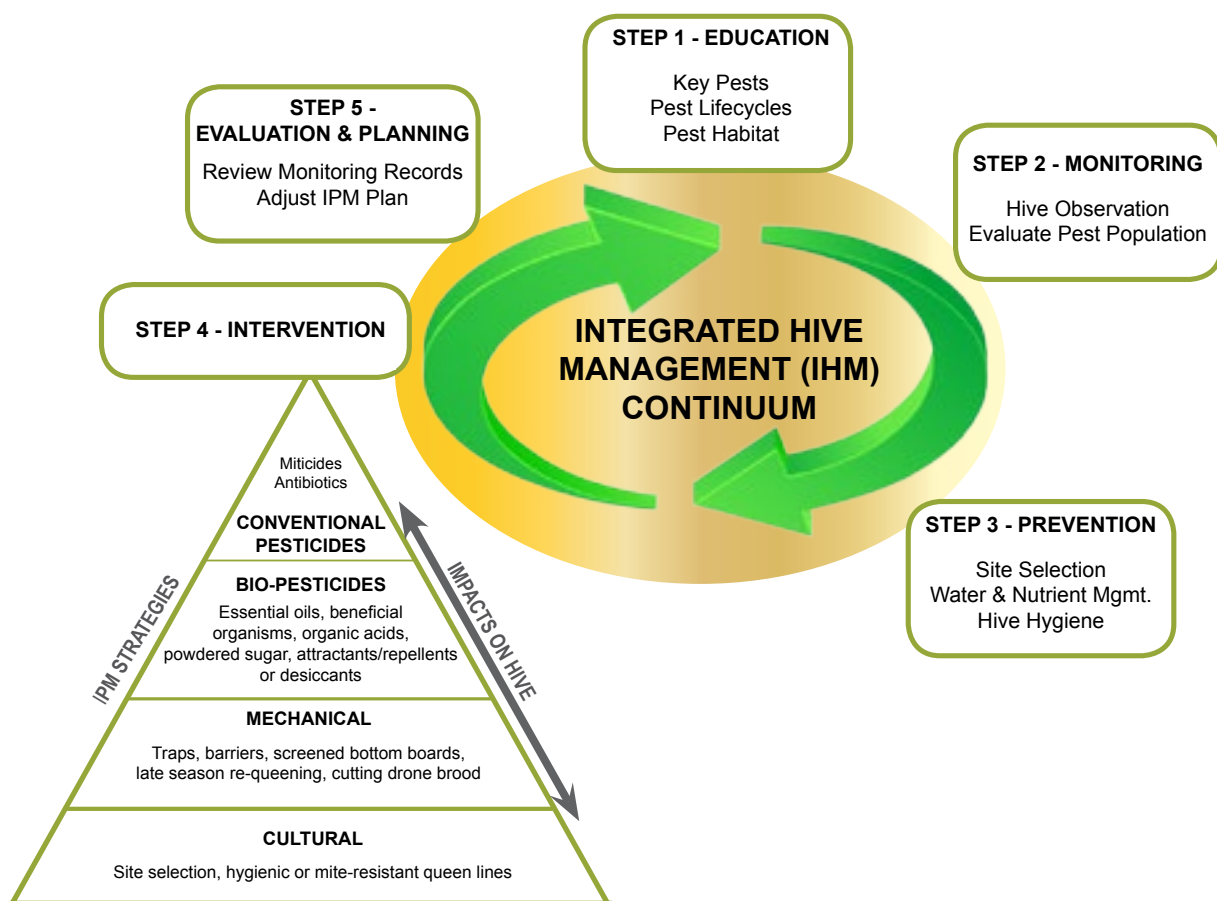 STEP 1 - EDUCATION
Key Pests
Pest Lifecycles
Pest Habitat
STEP 2 - MONITORING
Hive Observation
Evaluate Pest Population
STEP 3 - PREVENTION
Site Selection
Water & Nutrient Mgmt.
Hive Hygiene
STEP 4 - INTERVENTION
STEP 5 -
EVALUATION & PLANNING
Review Monitoring Records
Adjust IPM Plan
INTEGRATED HIVE
MANAGEMENT (IHM)
CONTINUUM
Miticides
Antibiotics
CONVENTIONAL
PESTICIDES
BIO-PESTICIDES
Essential oils, beneficial
organisms, organic acids,
powdered sugar, attractants/repellents
or desiccants
MECHANICAL
Traps, barriers, screened bottom boards,
late season re-queening, cutting drone brood
CULTURAL
Site selection, hygienic or mite-resistant queen lines
IPM STRATEGIES
IMPACTS ON HIVE